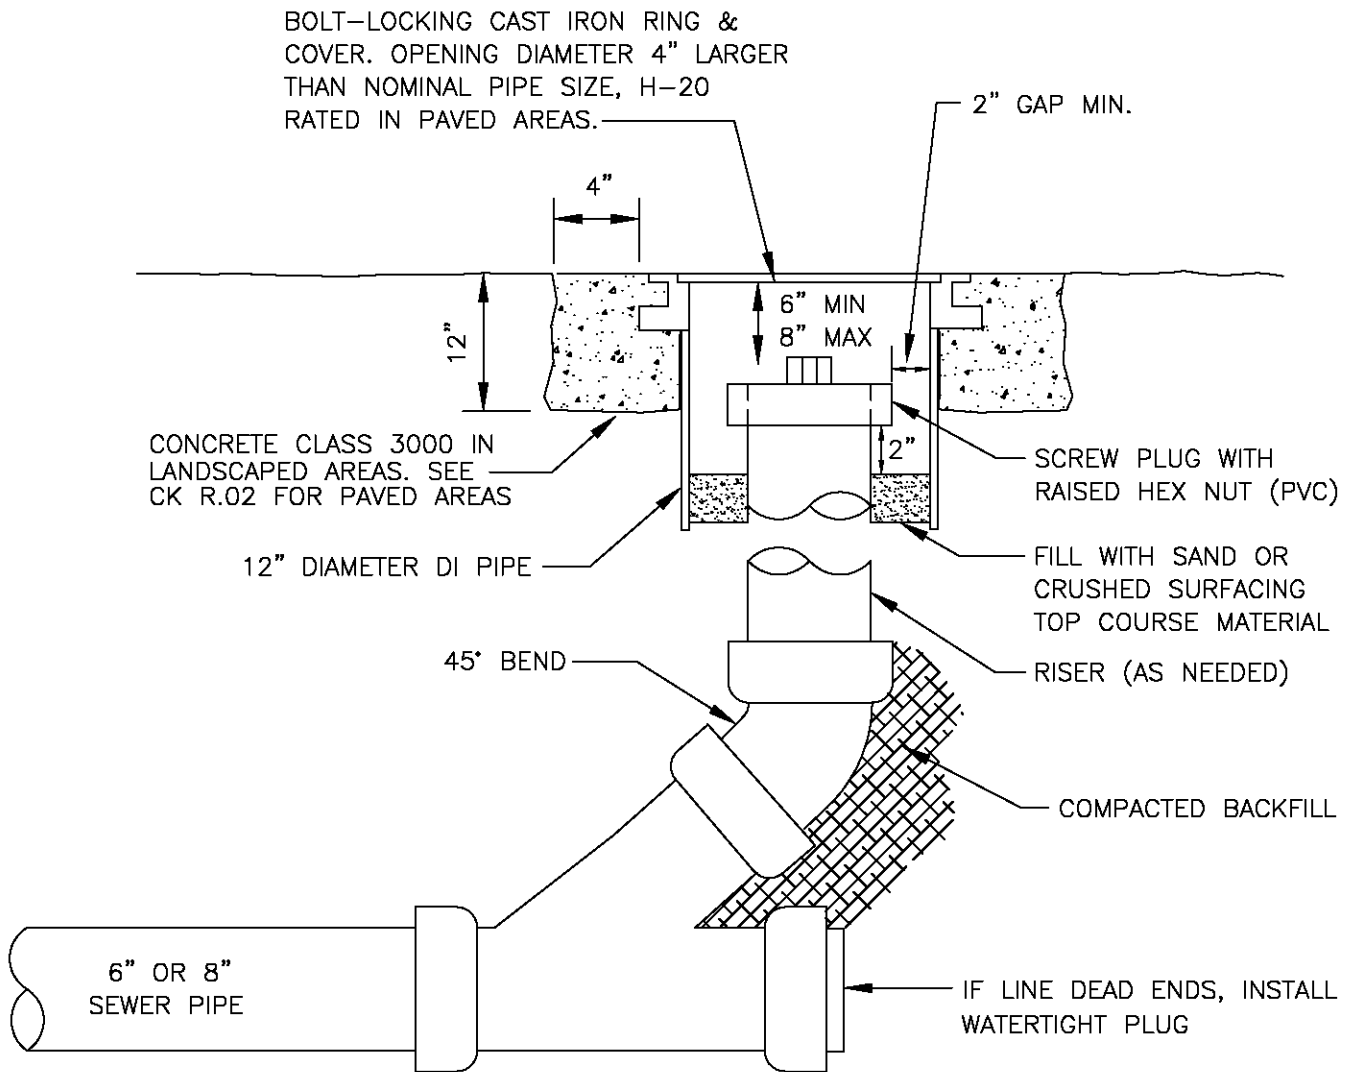 BOLT-LOCKING CAST IRON RING &
COVER. OPENING DIAMETER 4" LARGER
THAN NOMINAL PIPE SIZE, H-20
RATED IN PAVED AREAS.
2" GAP MIN.
4"
12"
6" MIN
8" MAX
2"
CONCRETE CLASS 3000 IN
LANDSCAPED AREAS. SEE
CK R.02 FOR PAVED AREAS
SCREW PLUG WITH
RAISED HEX NUT (PVC)
12" DIAMETER DI PIPE
FILL WITH SAND OR
CRUSHED SURFACING
TOP COURSE MATERIAL
45° BEND
RISER (AS NEEDED)
COMPACTED BACKFILL
6" OR 8"
SEWER PIPE
IF LINE DEAD ENDS, INSTALL
WATERTIGHT PLUG